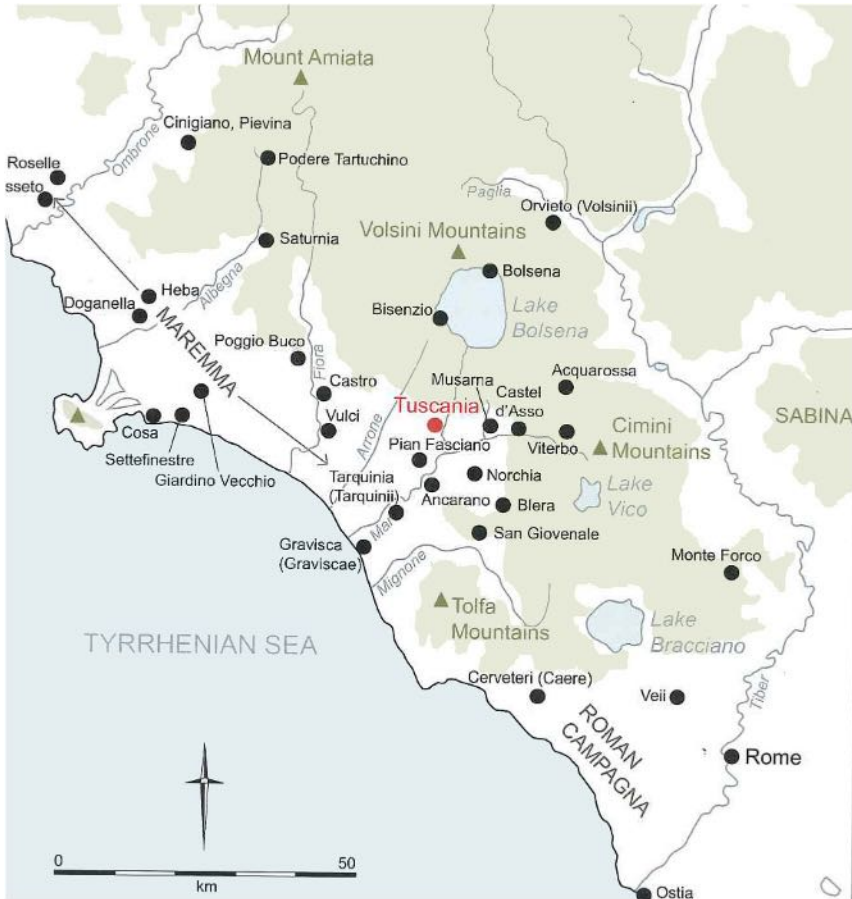 Mount Amiata
Cinigiano, Pievina
Ombrone
Roselle
sseto
Podere Tartuchino
Paglia
Orvieto (Volsinii)
Volsini Mountains
Saturnia
Bolsena
Albegna
Heba
Doganella
Bisenzio
Lake
Bolsena
MAREMMA
Poggio Buco
Fiora
Castro
Musarna
Castel
d'Asso
Acquarossa
SABINA
Tuscania
Cimini
Mountains
Vulci
Arrone
Cosa
Settefinestre
Giardino Vecchio
Pian Fasciano
Viterbo
Tarquinia
(Tarquinii)
Norchia
Lake
Vico
Ancarano
Blera
Mar
San Giovenale
Gravisca
(Graviscae)
Mignone
Monte Forco
Tolfa
Mountains
Lake
Bracciano
TYRRHENIAN SEA
Cerveteri (Caere)
Veii
Tiber
ROMAN
CAMPAGNA
Rome
0
50
km
Ostia